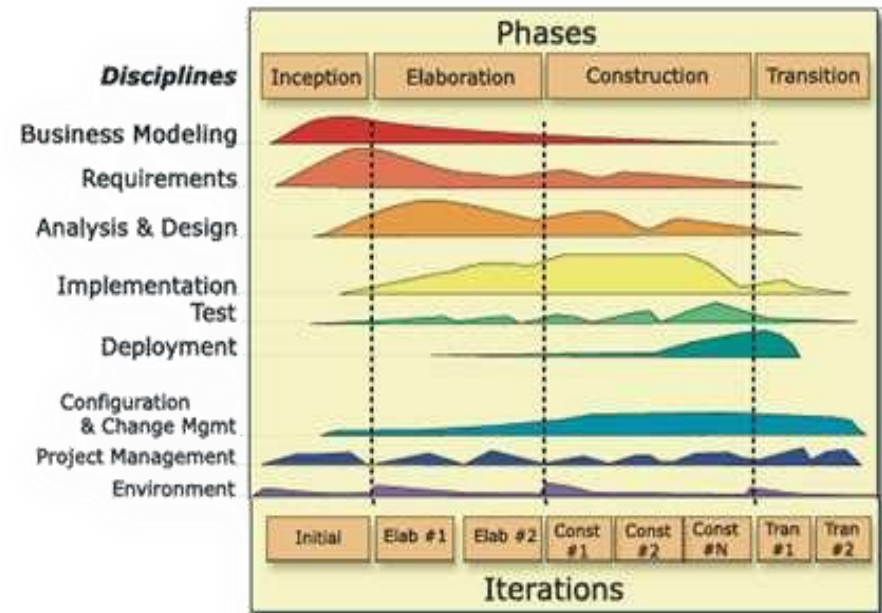 Phases
Disciplines Inception Elaboration Construction Transition
Business Modeling
Requirements
Analysis & Design
Implementation
Test
Deployment
Configuration
& Change Mgmt
Project Management
Environment
Initial Elab #1 Elab #2 Const #1 Const #2 Const #N Tran #1 Tran #2
Iterations